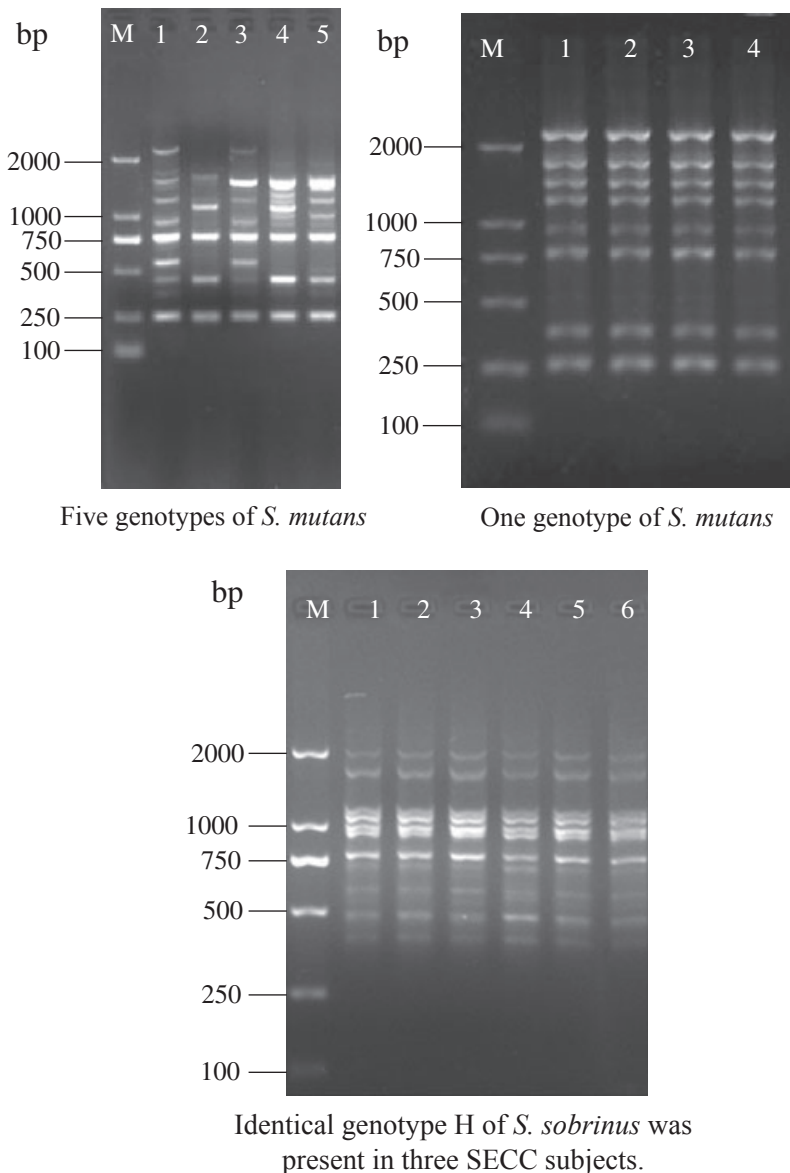 bp M 1 2 3 4 5
2000
1000
750
500
250
100
Five genotypes of S. mutans
bp M 1 2 3 4
2000
1000
750
500
250
100
One genotype of S. mutans
bp M 1 2 3 4 5 6
2000
1000
750
500
250
100
Identical genotype H of S. sobrinus was
present in three SECC subjects.